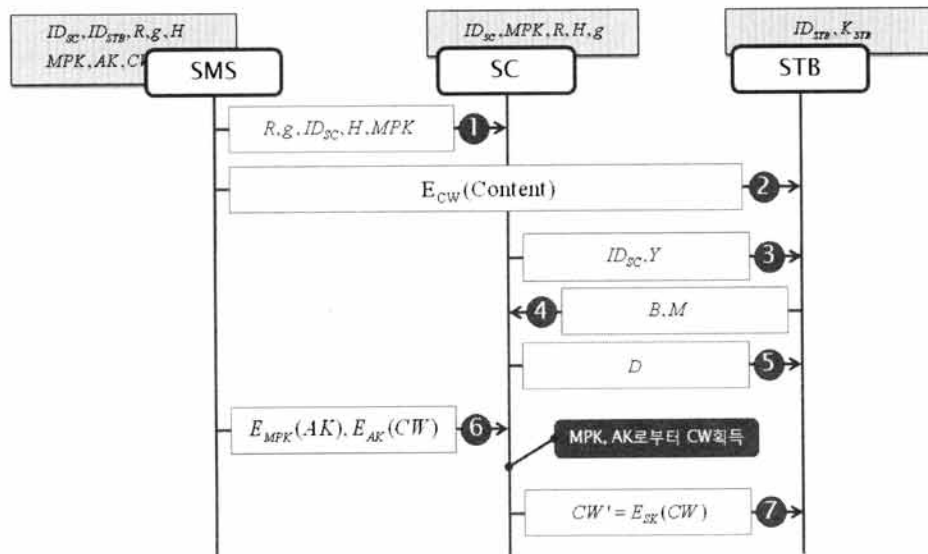 ID_SC, ID_STB, R, g, H
MPK, AK, CW
SMS
ID_SC, MPK, R, H, g
SC
ID_STB, K_STB
STB
R, g, ID_SC, H, MPK
1
E_CW(Content)
2
ID_SC, Y
3
4
B, M
D
5
E_MPK(AK), E_AK(CW)
6
MPK, AK로부터 CW획득
CW' = E_SK(CW)
7